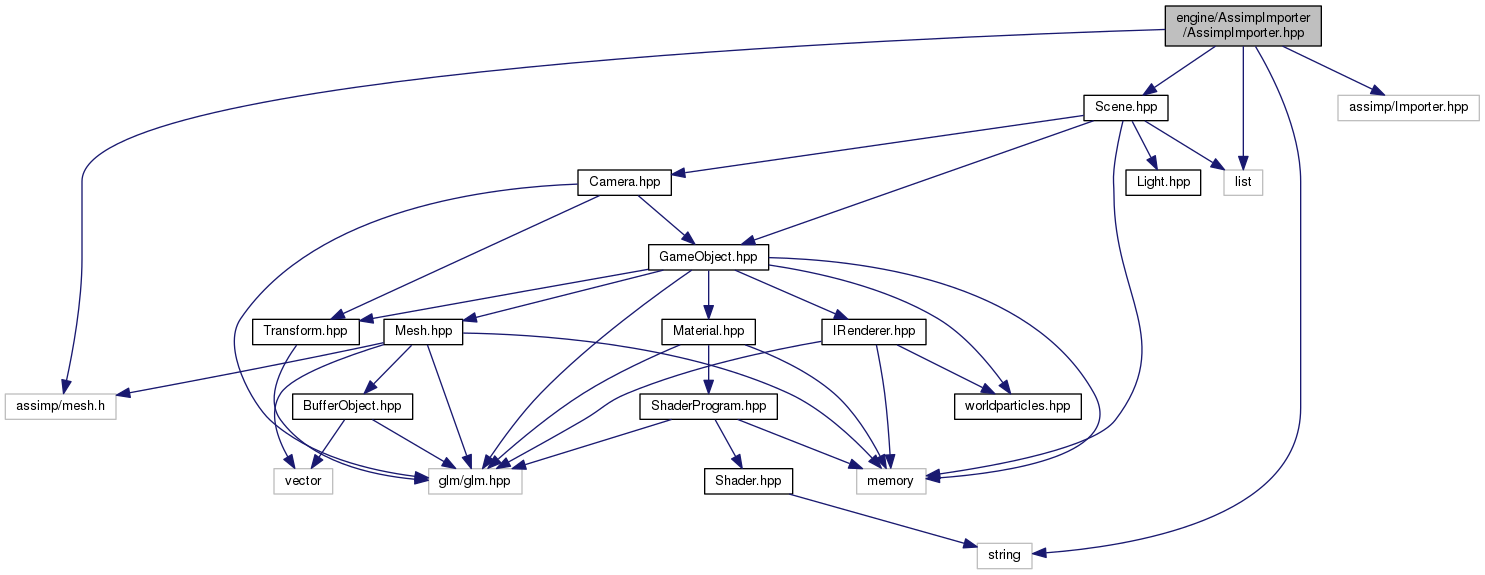 engine/AssimpImporter
/AssimpImporter.hpp
Scene.hpp
assimp/Importer.hpp
Camera.hpp
Light.hpp
list
GameObject.hpp
Transform.hpp
Mesh.hpp
Material.hpp
IRenderer.hpp
assimp/mesh.h
BufferObject.hpp
ShaderProgram.hpp
worldparticles.hpp
vector
glm/glm.hpp
Shader.hpp
memory
string